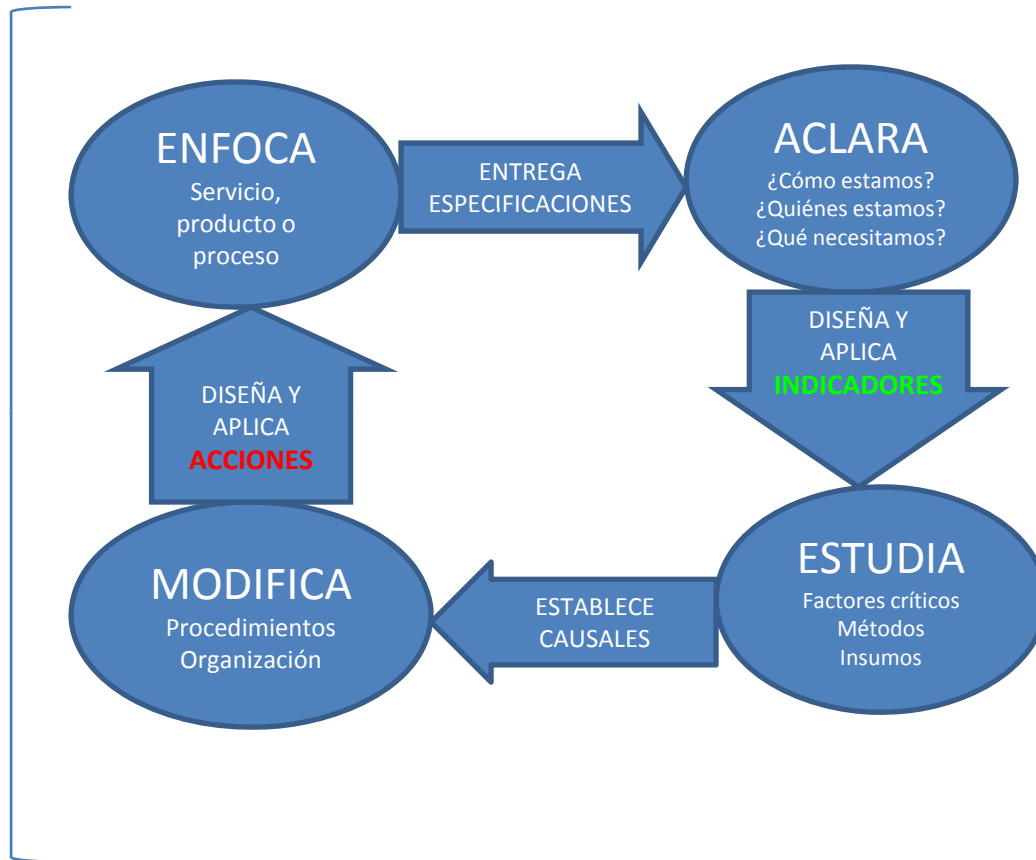 ENFOCA
Servicio,
producto o
proceso
ENTREGA
ESPECIFICACIONES
ACLARA
¿Cómo estamos?
¿Quiénes estamos?
¿Qué necesitamos?
DISEÑA Y
APLICA
INDICADORES
ESTUDIA
Factores críticos
Métodos
Insumos
ESTABLECE
CAUSALES
MODIFICA
Procedimientos
Organización
DISEÑA Y
APLICA
ACCIONES